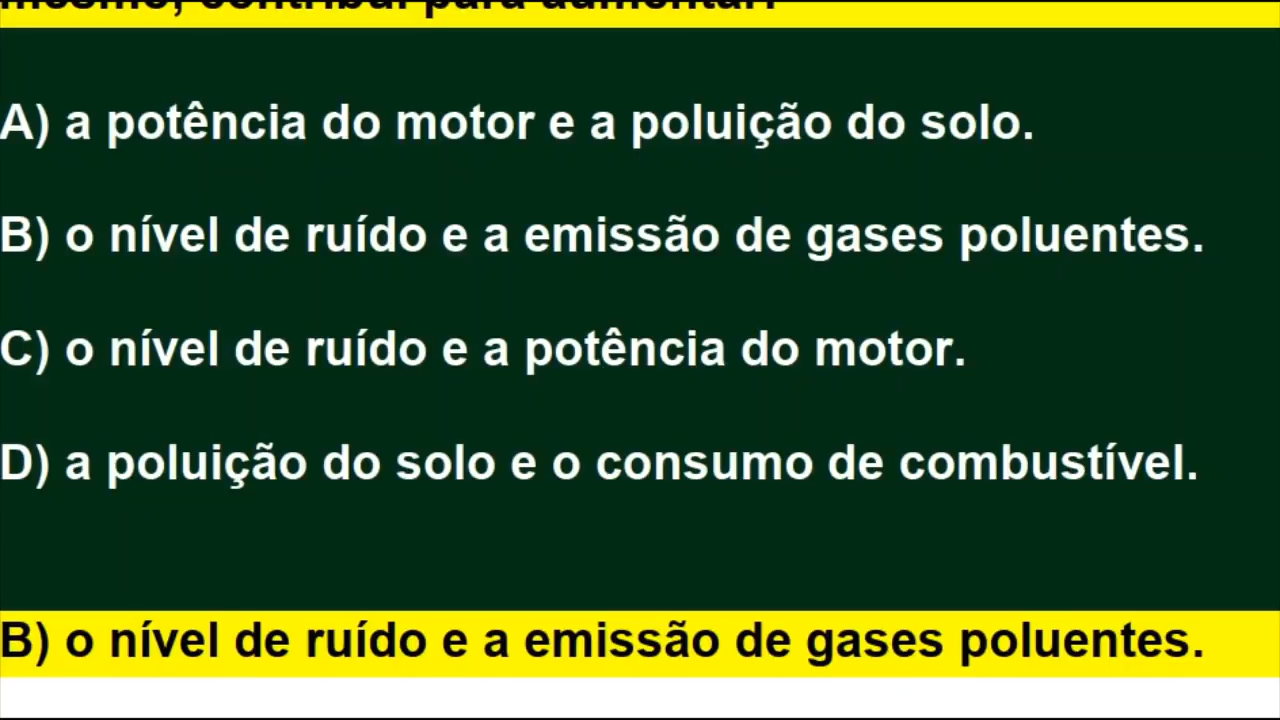 mesmo, contribui para aumentar:
A) a potência do motor e a poluição do solo.
B) o nível de ruído e a emissão de gases poluentes.
C) o nível de ruído e a potência do motor.
D) a poluição do solo e o consumo de combustível.
B) o nível de ruído e a emissão de gases poluentes.